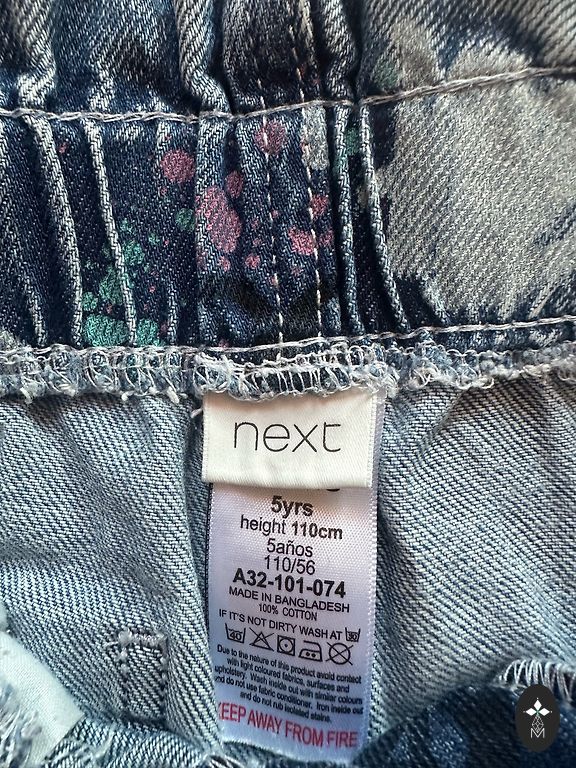 next
5yrs
height 110cm
5años
110/56
A32-101-074
MADE IN BANGLADESH
100% COTTON
IF IT'S NOT DIRTY WASH AT 30
40
Due to the nature of this product avoid contact
with light coloured fabrics, surfaces and
upholstery. Wash inside out with similar colours
and do not use fabric conditioner. Iron inside out
and do not rub isolated stains.
KEEP AWAY FROM FIRE
M